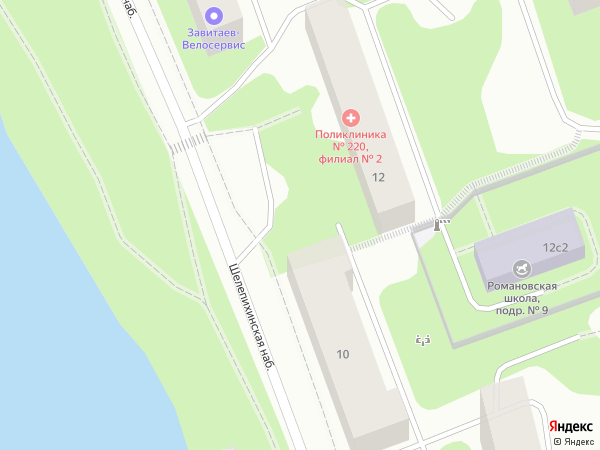 наб.
Завитаев-
Велосервис
Поликлиника
№ 220,
филиал № 2
12
12с2
Романовская
школа,
подр. № 9
Шелепихинская наб.
10
Яндекс
© Яндекс